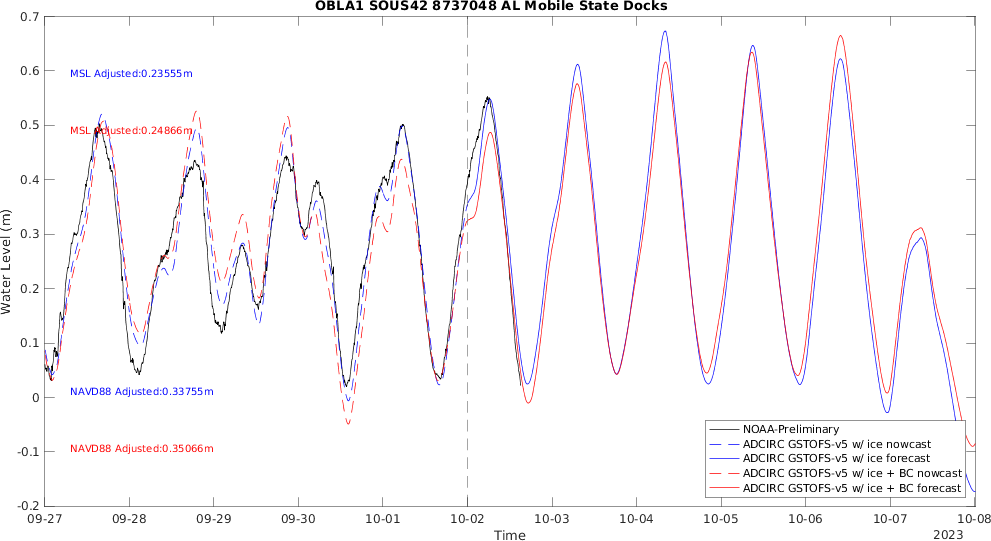 OBLA1 SOUS42 8737048 AL Mobile State Docks
0.7
0.6
0.5
0.4
0.3
0.2
0.1
0
-0.1
-0.2
Water Level (m)
MSL Adjusted:0.23555m
MSL Adjusted:0.24866m
NAVD88 Adjusted:0.33755m
NAVD88 Adjusted:0.35066m
NOAA-Preliminary
ADCIRC GSTOFS-v5 w/ ice nowcast
ADCIRC GSTOFS-v5 w/ ice forecast
ADCIRC GSTOFS-v5 w/ ice + BC nowcast
ADCIRC GSTOFS-v5 w/ ice + BC forecast
09-27 09-28 09-29 09-30 10-01 10-02 10-03 10-04 10-05 10-06 10-07 10-08
Time
2023